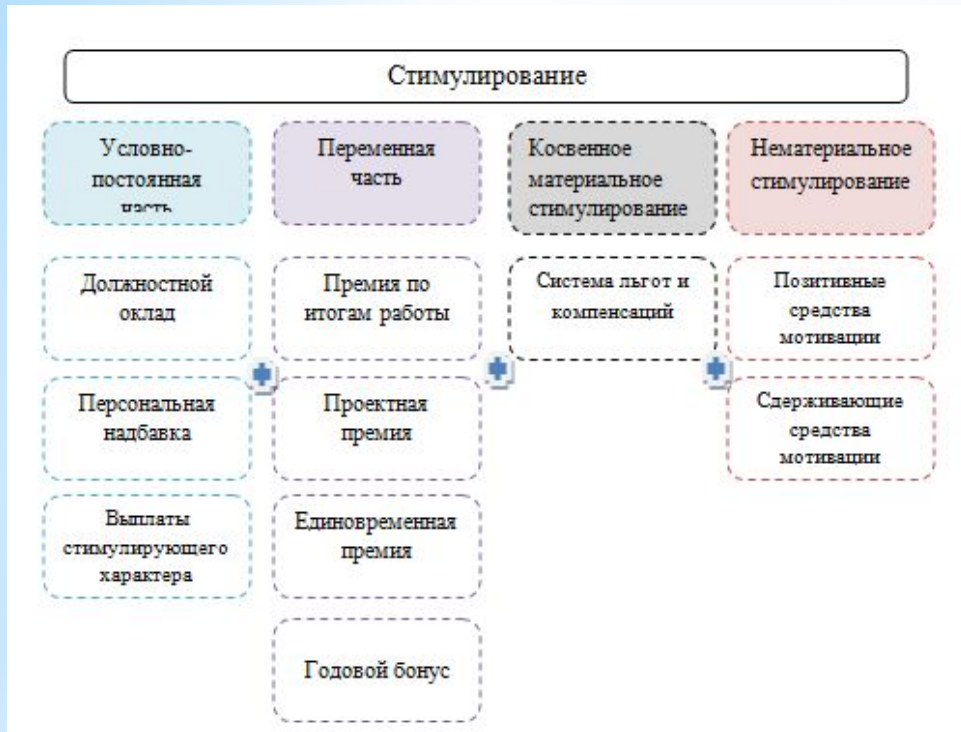 Стимулирование
Условно-
постоянная
часть
Переменная
часть
Косвенное
материальное
стимулирование
Нематериальное
стимулирование
Должностной
оклад
Премия по
итогам работы
Система льгот и
компенсаций
Позитивные
средства
мотивации
Персональная
надбавка
Проектная
премия
Сдерживающие
средства
мотивации
Выплаты
стимулирующего
характера
Единовременная
премия
Годовой бонус